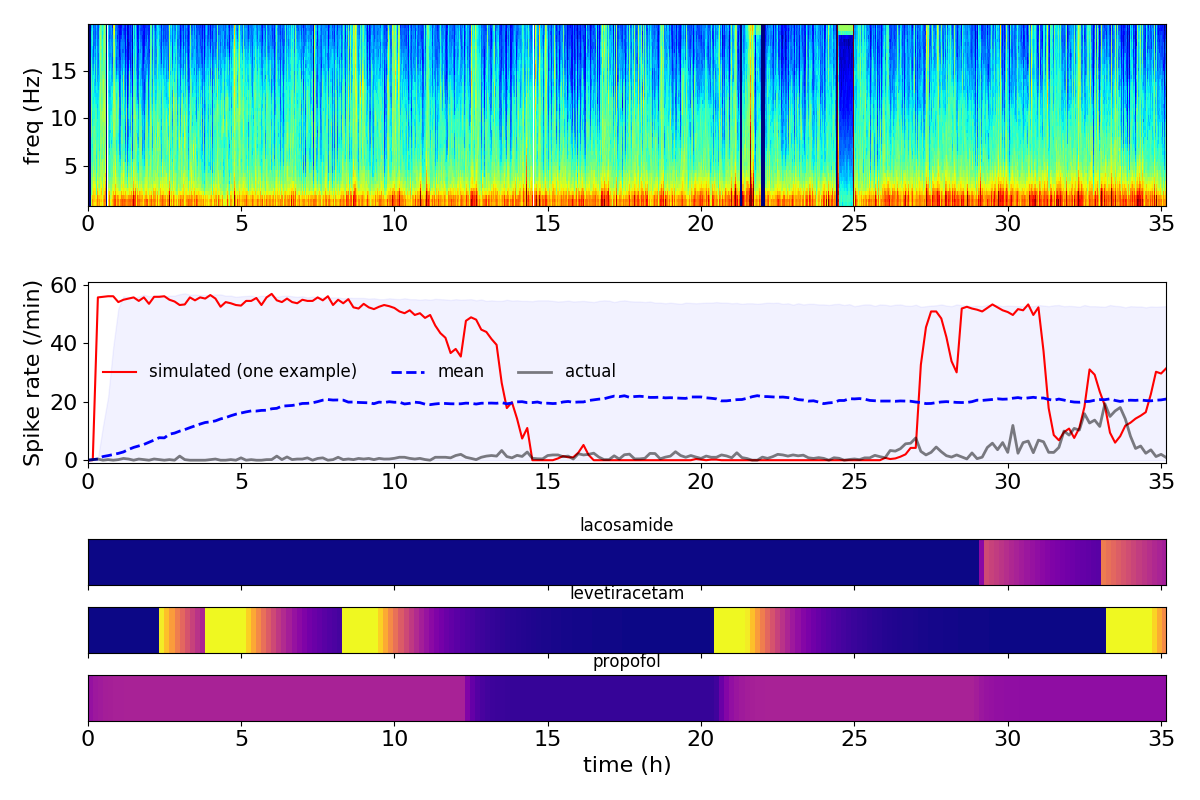 freq (Hz)
15
10
5
0 5 10 15 20 25 30 35
Spike rate (/min)
60
40
20
0
simulated (one example) mean actual
0 5 10 15 20 25 30 35
lacosamide
levetiracetam
propofol
0 5 10 15 20 25 30 35
time (h)